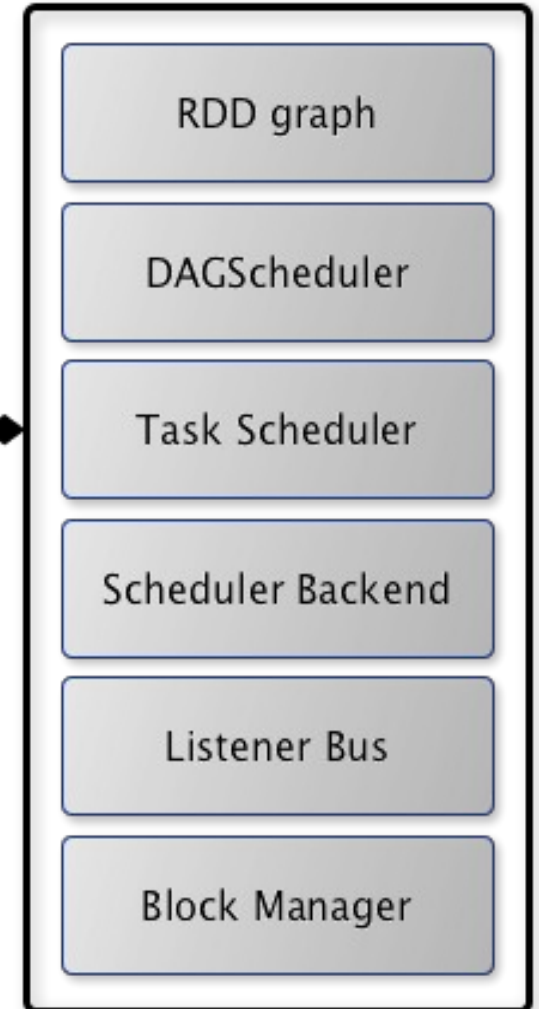 RDD graph
DAGScheduler
Task Scheduler
Scheduler Backend
Listener Bus
Block Manager